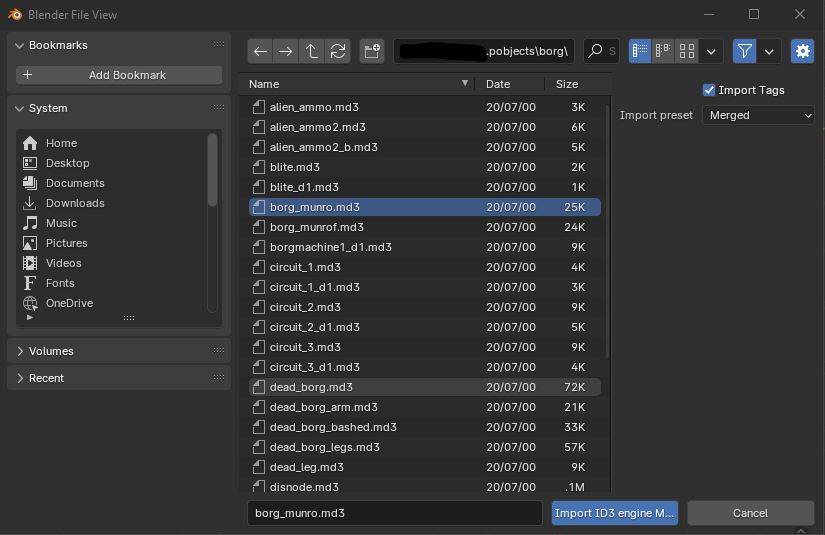 Blender File View
Bookmarks
Add Bookmark
System
Home
Desktop
Documents
Downloads
Music
Pictures
Videos
Fonts
OneDrive
Volumes
Recent
.pobjects\borg\
S
Name Date Size
alien_ammo.md3 20/07/00 3K
alien_ammo2.md3 20/07/00 6K
alien_ammo2_b.md3 20/07/00 5K
blite.md3 20/07/00 2K
blite_d1.md3 20/07/00 1K
borg_munro.md3 20/07/00 25K
borg_munrof.md3 20/07/00 24K
borgmachine1_d1.md3 20/07/00 9K
circuit_1.md3 20/07/00 4K
circuit_1_d1.md3 20/07/00 3K
circuit_2.md3 20/07/00 9K
circuit_2_d1.md3 20/07/00 5K
circuit_3.md3 20/07/00 9K
circuit_3_d1.md3 20/07/00 4K
dead_borg.md3 20/07/00 72K
dead_borg_arm.md3 20/07/00 21K
dead_borg_bashed.md3 20/07/00 33K
dead_borg_legs.md3 20/07/00 57K
dead_leg.md3 20/07/00 9K
disnode.md3 20/07/00 .1M
Import Tags
Import preset Merged
borg_munro.md3
Import ID3 engine M...
Cancel